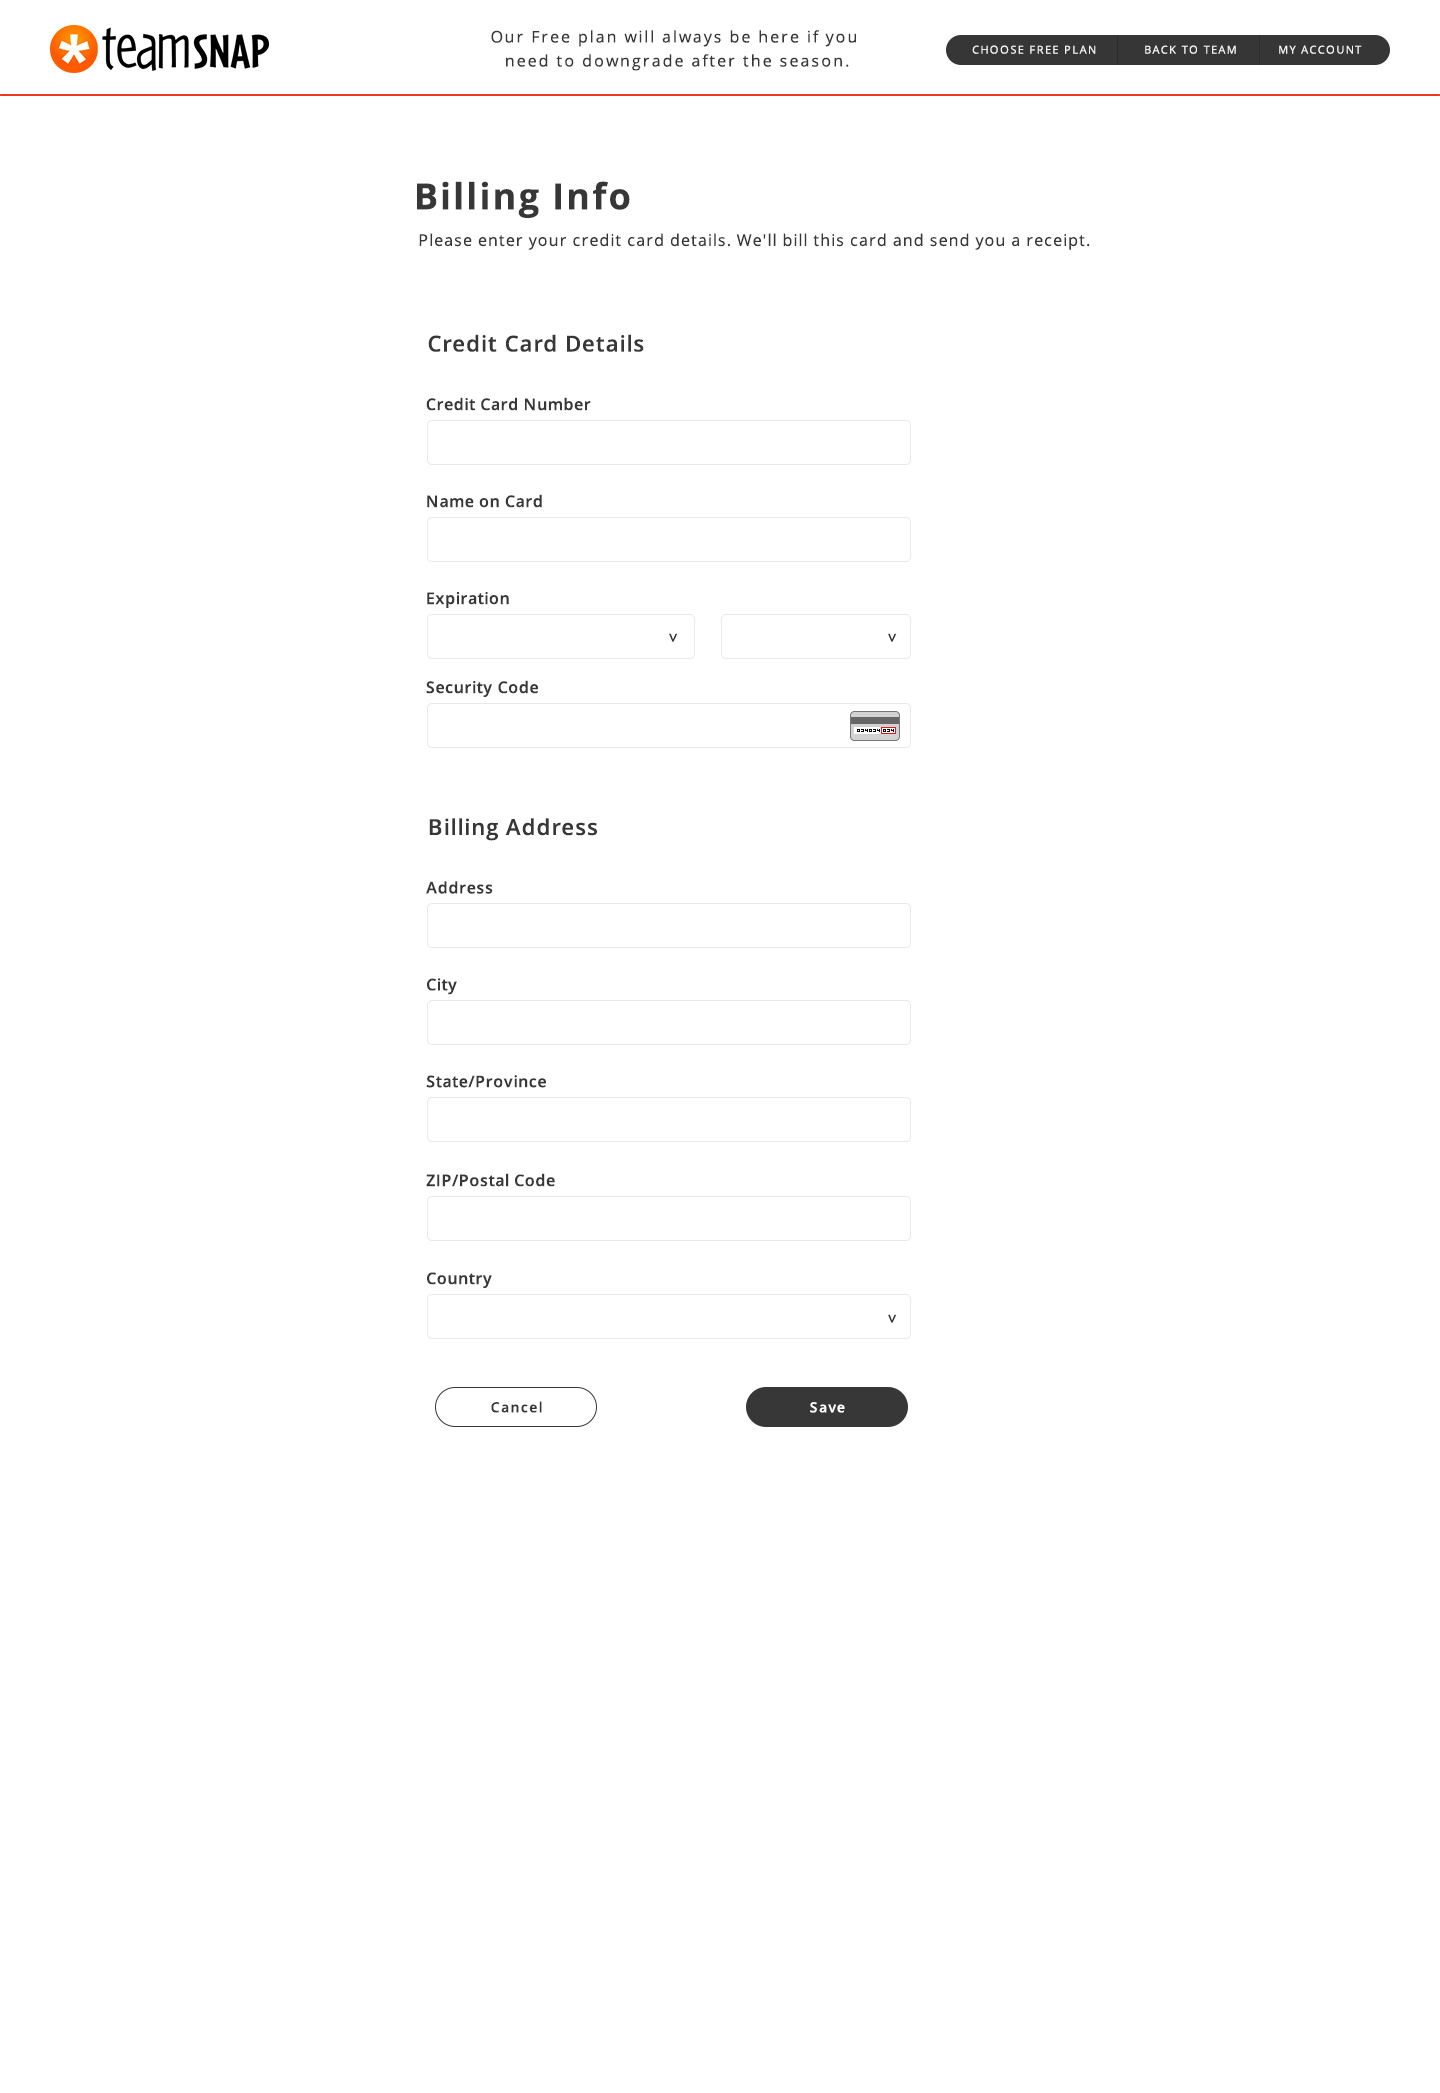 teamSNAP
Our Free plan will always be here if you
need to downgrade after the season.
CHOOSE FREE PLAN
BACK TO TEAM
MY ACCOUNT
Billing Info
Please enter your credit card details. We'll bill this card and send you a receipt.
Credit Card Details
Credit Card Number
Name on Card
Expiration
v
v
Security Code
Billing Address
Address
City
State/Province
ZIP/Postal Code
Country
v
Cancel
Save